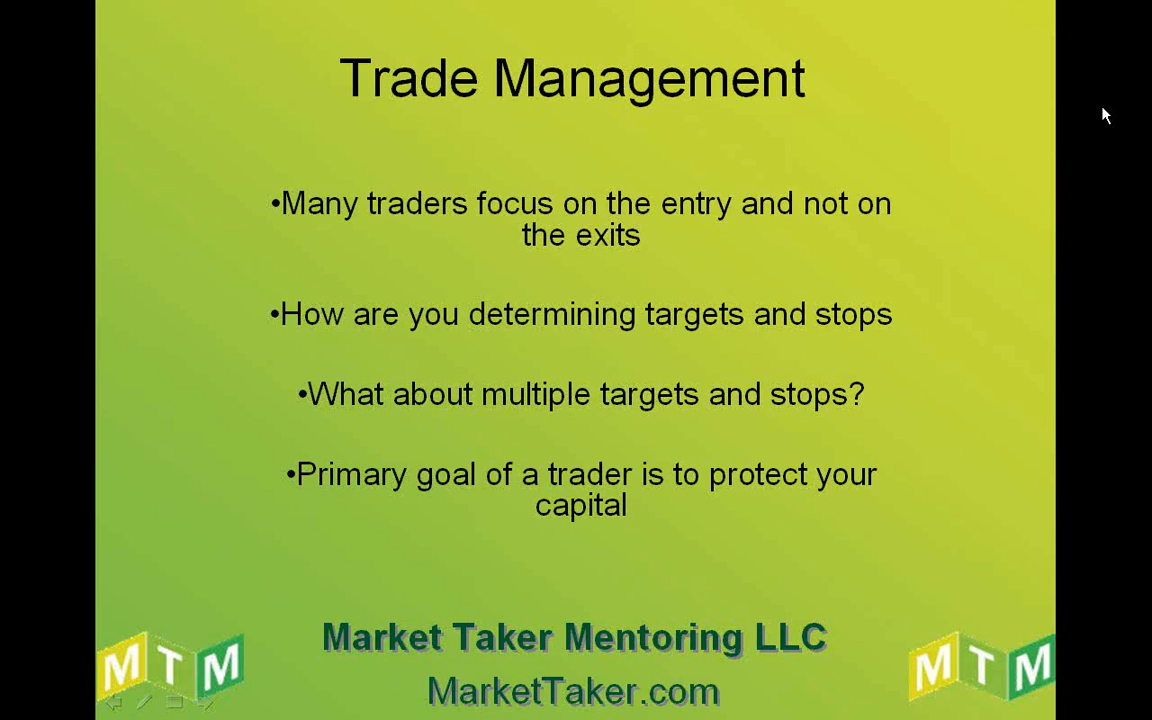 Trade Management
•Many traders focus on the entry and not on
the exits
•How are you determining targets and stops
•What about multiple targets and stops?
•Primary goal of a trader is to protect your
capital
Market Taker Mentoring LLC
MTM
MTM
MarketTaker.com